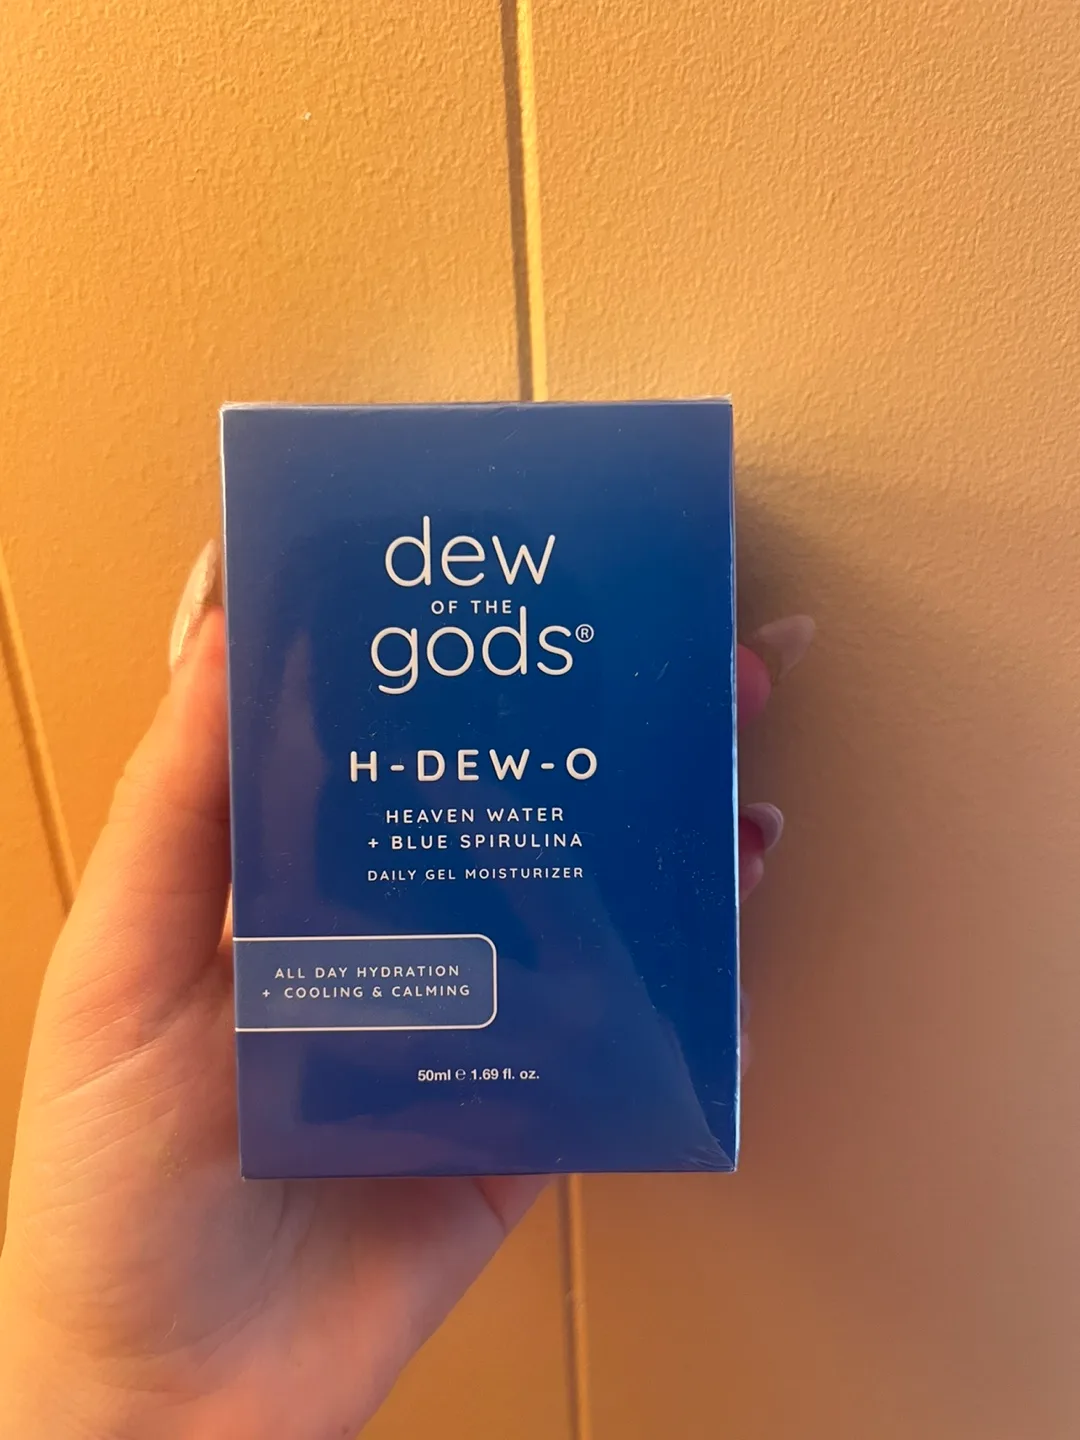 dew
OF THE
gods®
H-DEW-O
HEAVEN WATER
+ BLUE SPIRULINA
DAILY GEL MOISTURIZER
ALL DAY HYDRATION
+ COOLING & CALMING
50ml ℮ 1.69 fl. oz.